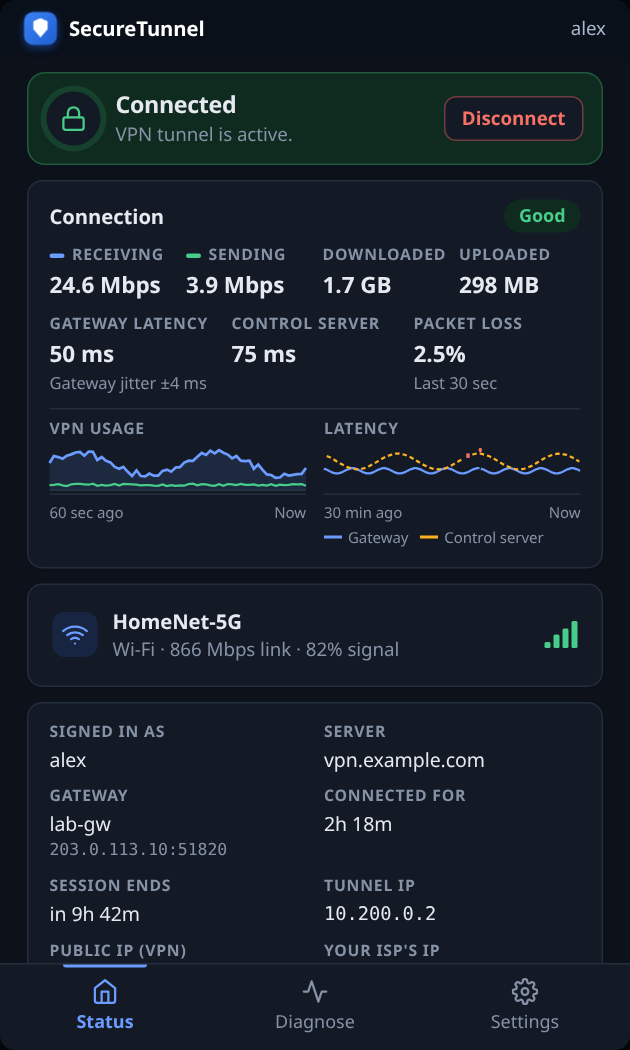 SecureTunnel
alex
Connected
VPN tunnel is active.
Disconnect
Connection
Good
RECEIVING SENDING DOWNLOADED UPLOADED
24.6 Mbps 3.9 Mbps 1.7 GB 298 MB
GATEWAY LATENCY CONTROL SERVER PACKET LOSS
50 ms 75 ms 2.5%
Gateway jitter ±4 ms Last 30 sec
VPN USAGE LATENCY
60 sec ago Now 30 min ago Now
Gateway Control server
HomeNet-5G
Wi-Fi · 866 Mbps link · 82% signal
SIGNED IN AS SERVER
alex vpn.example.com
GATEWAY CONNECTED FOR
lab-gw 2h 18m
203.0.113.10:51820
SESSION ENDS TUNNEL IP
in 9h 42m 10.200.0.2
PUBLIC IP (VPN) YOUR ISP'S IP
Status Diagnose Settings